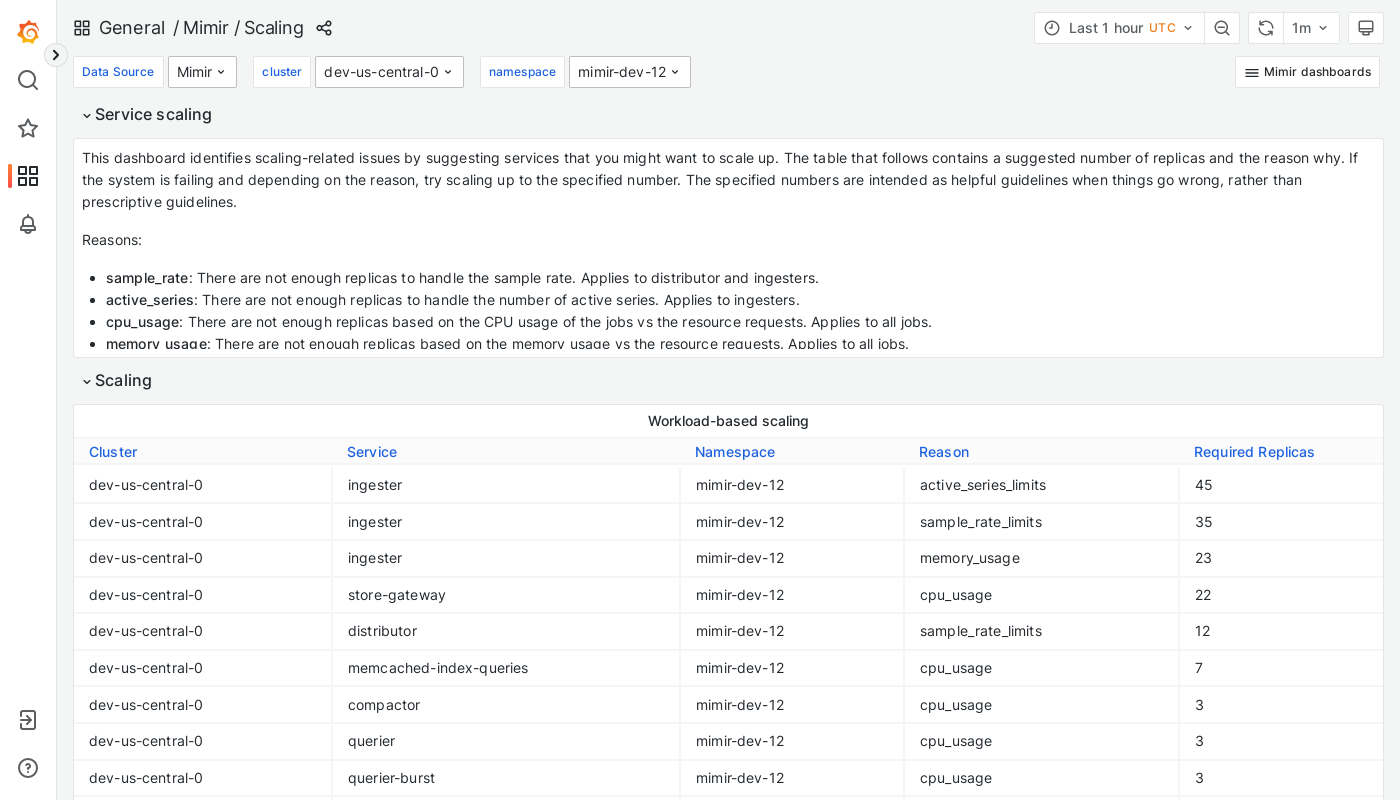 General / Mimir / Scaling
Last 1 hour UTC
1m
Data Source Mimir cluster dev-us-central-0 namespace mimir-dev-12 Mimir dashboards
Service scaling
This dashboard identifies scaling-related issues by suggesting services that you might want to scale up. The table that follows contains a suggested number of replicas and the reason why. If
the system is failing and depending on the reason, try scaling up to the specified number. The specified numbers are intended as helpful guidelines when things go wrong, rather than
prescriptive guidelines.
Reasons:
• sample_rate: There are not enough replicas to handle the sample rate. Applies to distributor and ingesters.
• active_series: There are not enough replicas to handle the number of active series. Applies to ingesters.
• cpu_usage: There are not enough replicas based on the CPU usage of the jobs vs the resource requests. Applies to all jobs.
• memory_usage: There are not enough replicas based on the memory usage vs the resource requests. Applies to all jobs.
Scaling
Workload-based scaling
Cluster Service Namespace Reason Required Replicas
dev-us-central-0 ingester mimir-dev-12 active_series_limits 45
dev-us-central-0 ingester mimir-dev-12 sample_rate_limits 35
dev-us-central-0 ingester mimir-dev-12 memory_usage 23
dev-us-central-0 store-gateway mimir-dev-12 cpu_usage 22
dev-us-central-0 distributor mimir-dev-12 sample_rate_limits 12
dev-us-central-0 memcached-index-queries mimir-dev-12 cpu_usage 7
dev-us-central-0 compactor mimir-dev-12 cpu_usage 3
dev-us-central-0 querier mimir-dev-12 cpu_usage 3
dev-us-central-0 querier-burst mimir-dev-12 cpu_usage 3